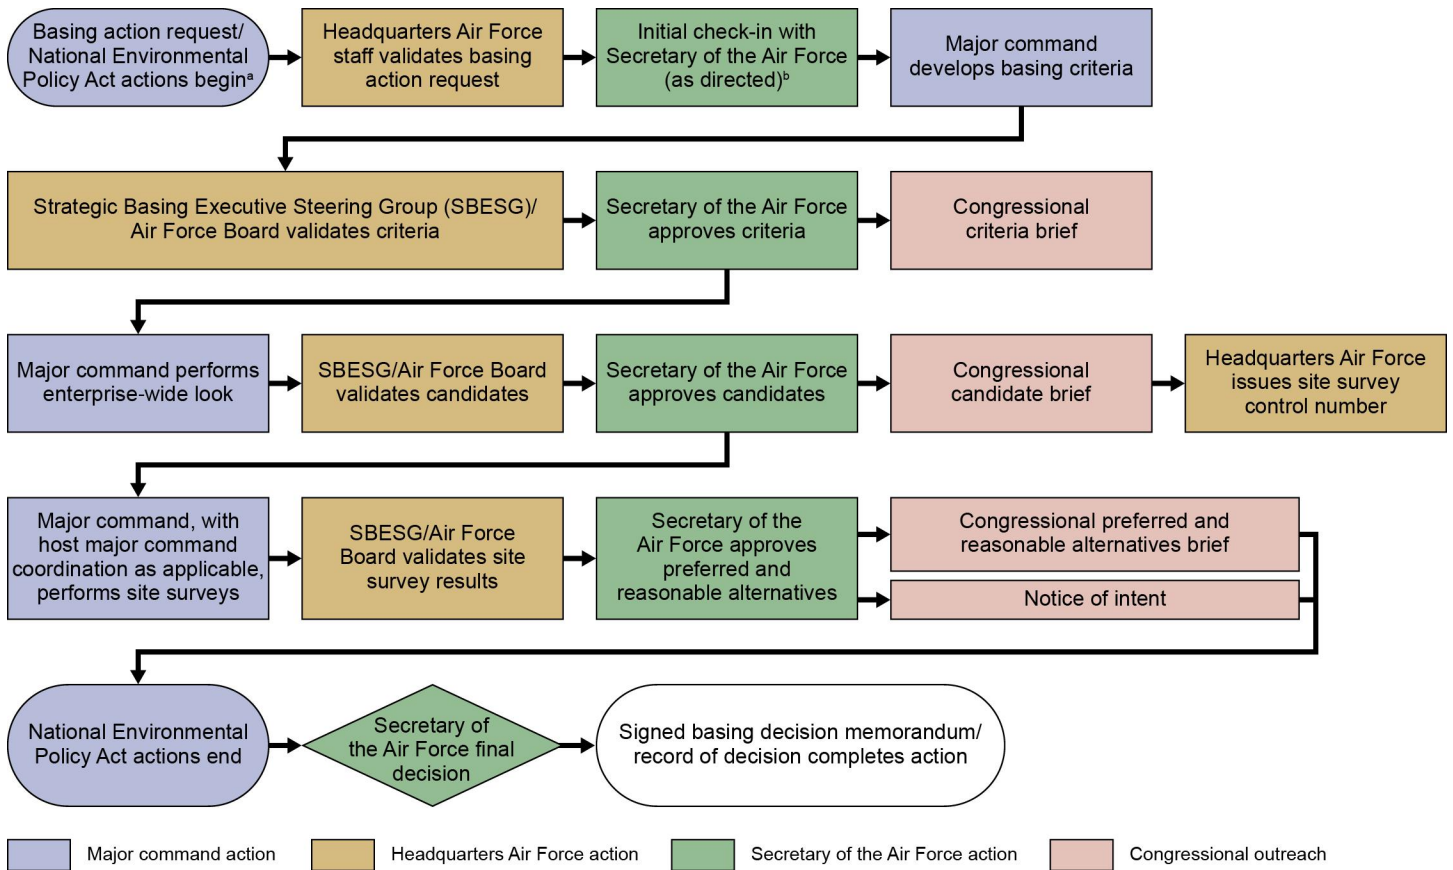 Basing action request/
National Environmental
Policy Act actions beginᵃ
Headquarters Air Force
staff validates basing
action request
Initial check-in with
Secretary of the Air Force
(as directed)ᵇ
Major command
develops basing criteria
Strategic Basing Executive Steering Group (SBESG)/
Air Force Board validates criteria
Secretary of the Air Force
approves criteria
Congressional
criteria brief
Major command performs
enterprise-wide look
SBESG/Air Force Board
validates candidates
Secretary of the Air Force
approves candidates
Congressional
candidate brief
Headquarters Air Force
issues site survey
control number
Major command, with
host major command
coordination as applicable,
performs site surveys
SBESG/Air Force
Board validates site
survey results
Secretary of the
Air Force approves
preferred and
reasonable alternatives
Congressional preferred and
reasonable alternatives brief
Notice of intent
National Environmental
Policy Act actions end
Secretary of
the Air Force final
decision
Signed basing decision memorandum/
record of decision completes action
Major command action
Headquarters Air Force action
Secretary of the Air Force action
Congressional outreach